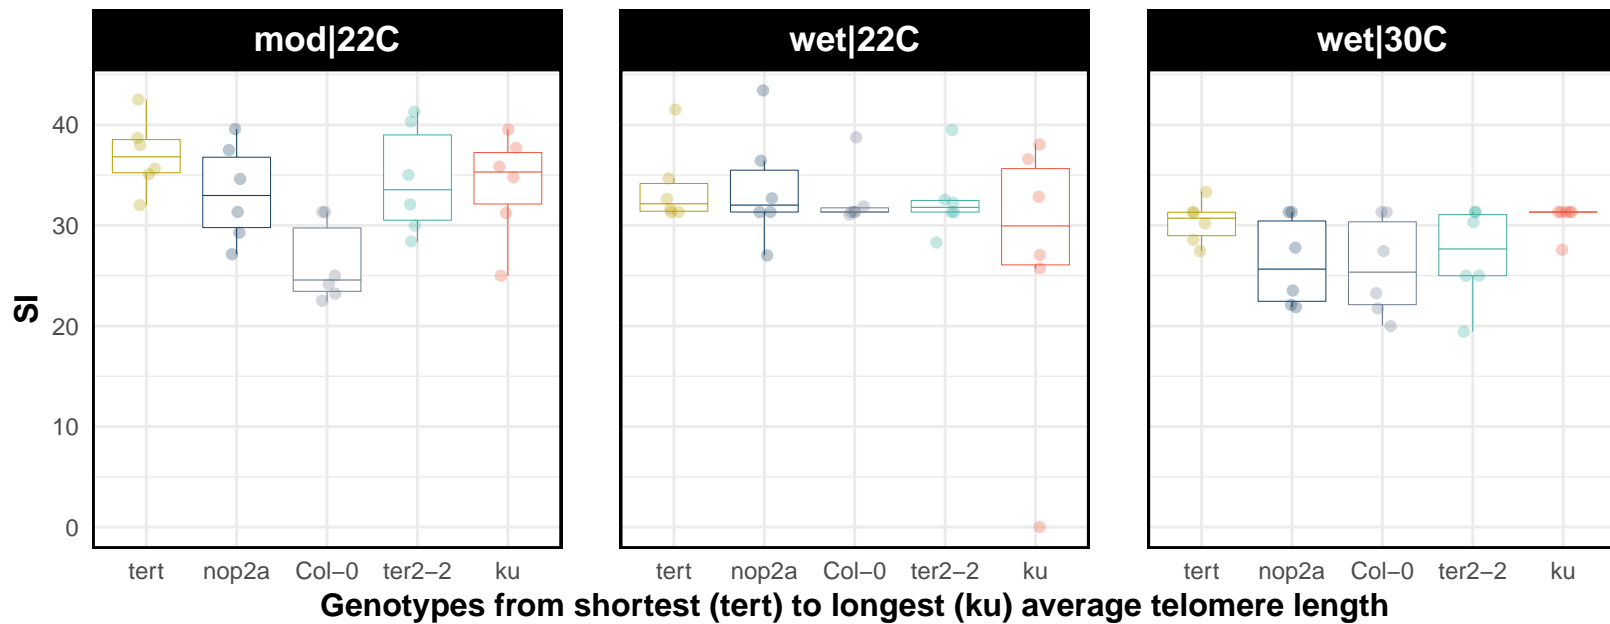 mod|22C wet|22C wet|30C
SI
40
30
20
10
0
tert nop2a Col−0 ter2−2 ku tert nop2a Col−0 ter2−2 ku tert nop2a Col−0 ter2−2 ku
Genotypes from shortest (tert) to longest (ku) average telomere length